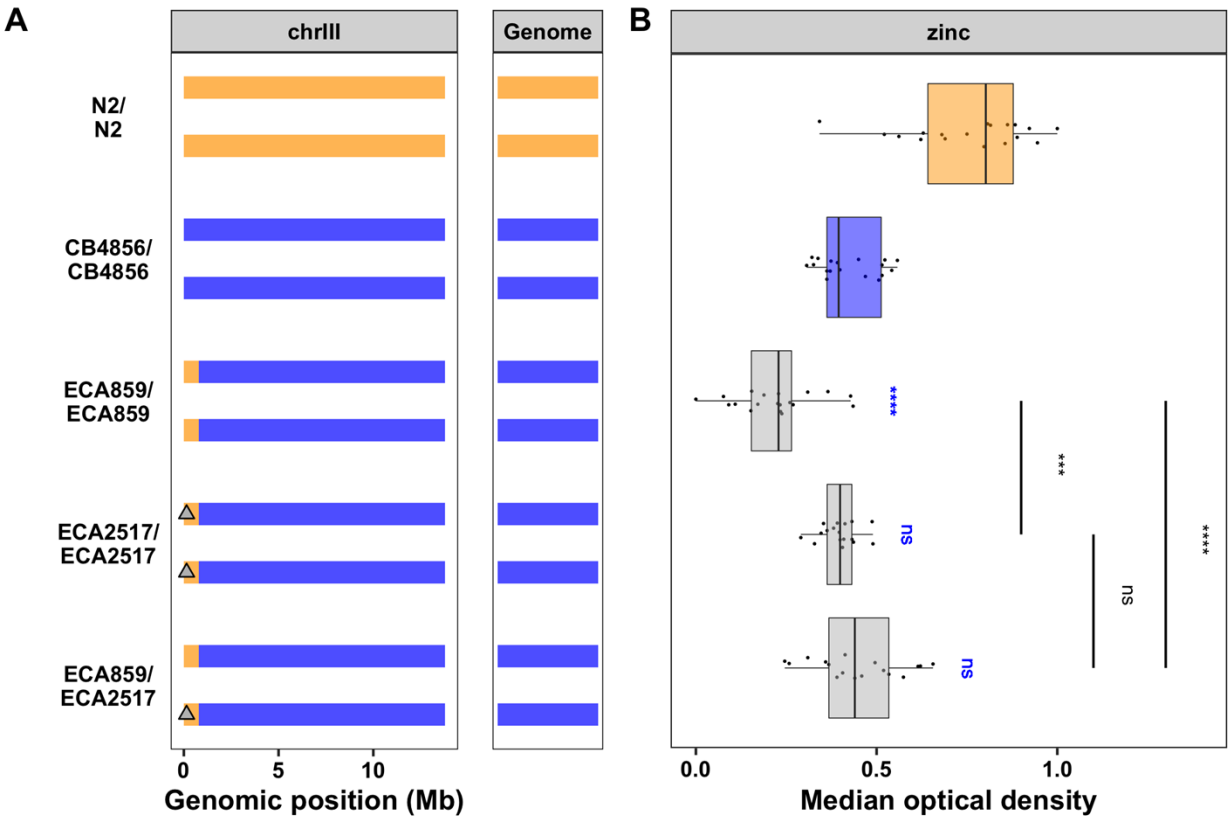 A
chrIII
Genome
N2/
N2
CB4856/
CB4856
ECA859/
ECA859
ECA2517/
ECA2517
ECA859/
ECA2517
0
5
10
Genomic position (Mb)
B
zinc
****
ns
ns
***
ns
****
0.0
0.5
1.0
Median optical density